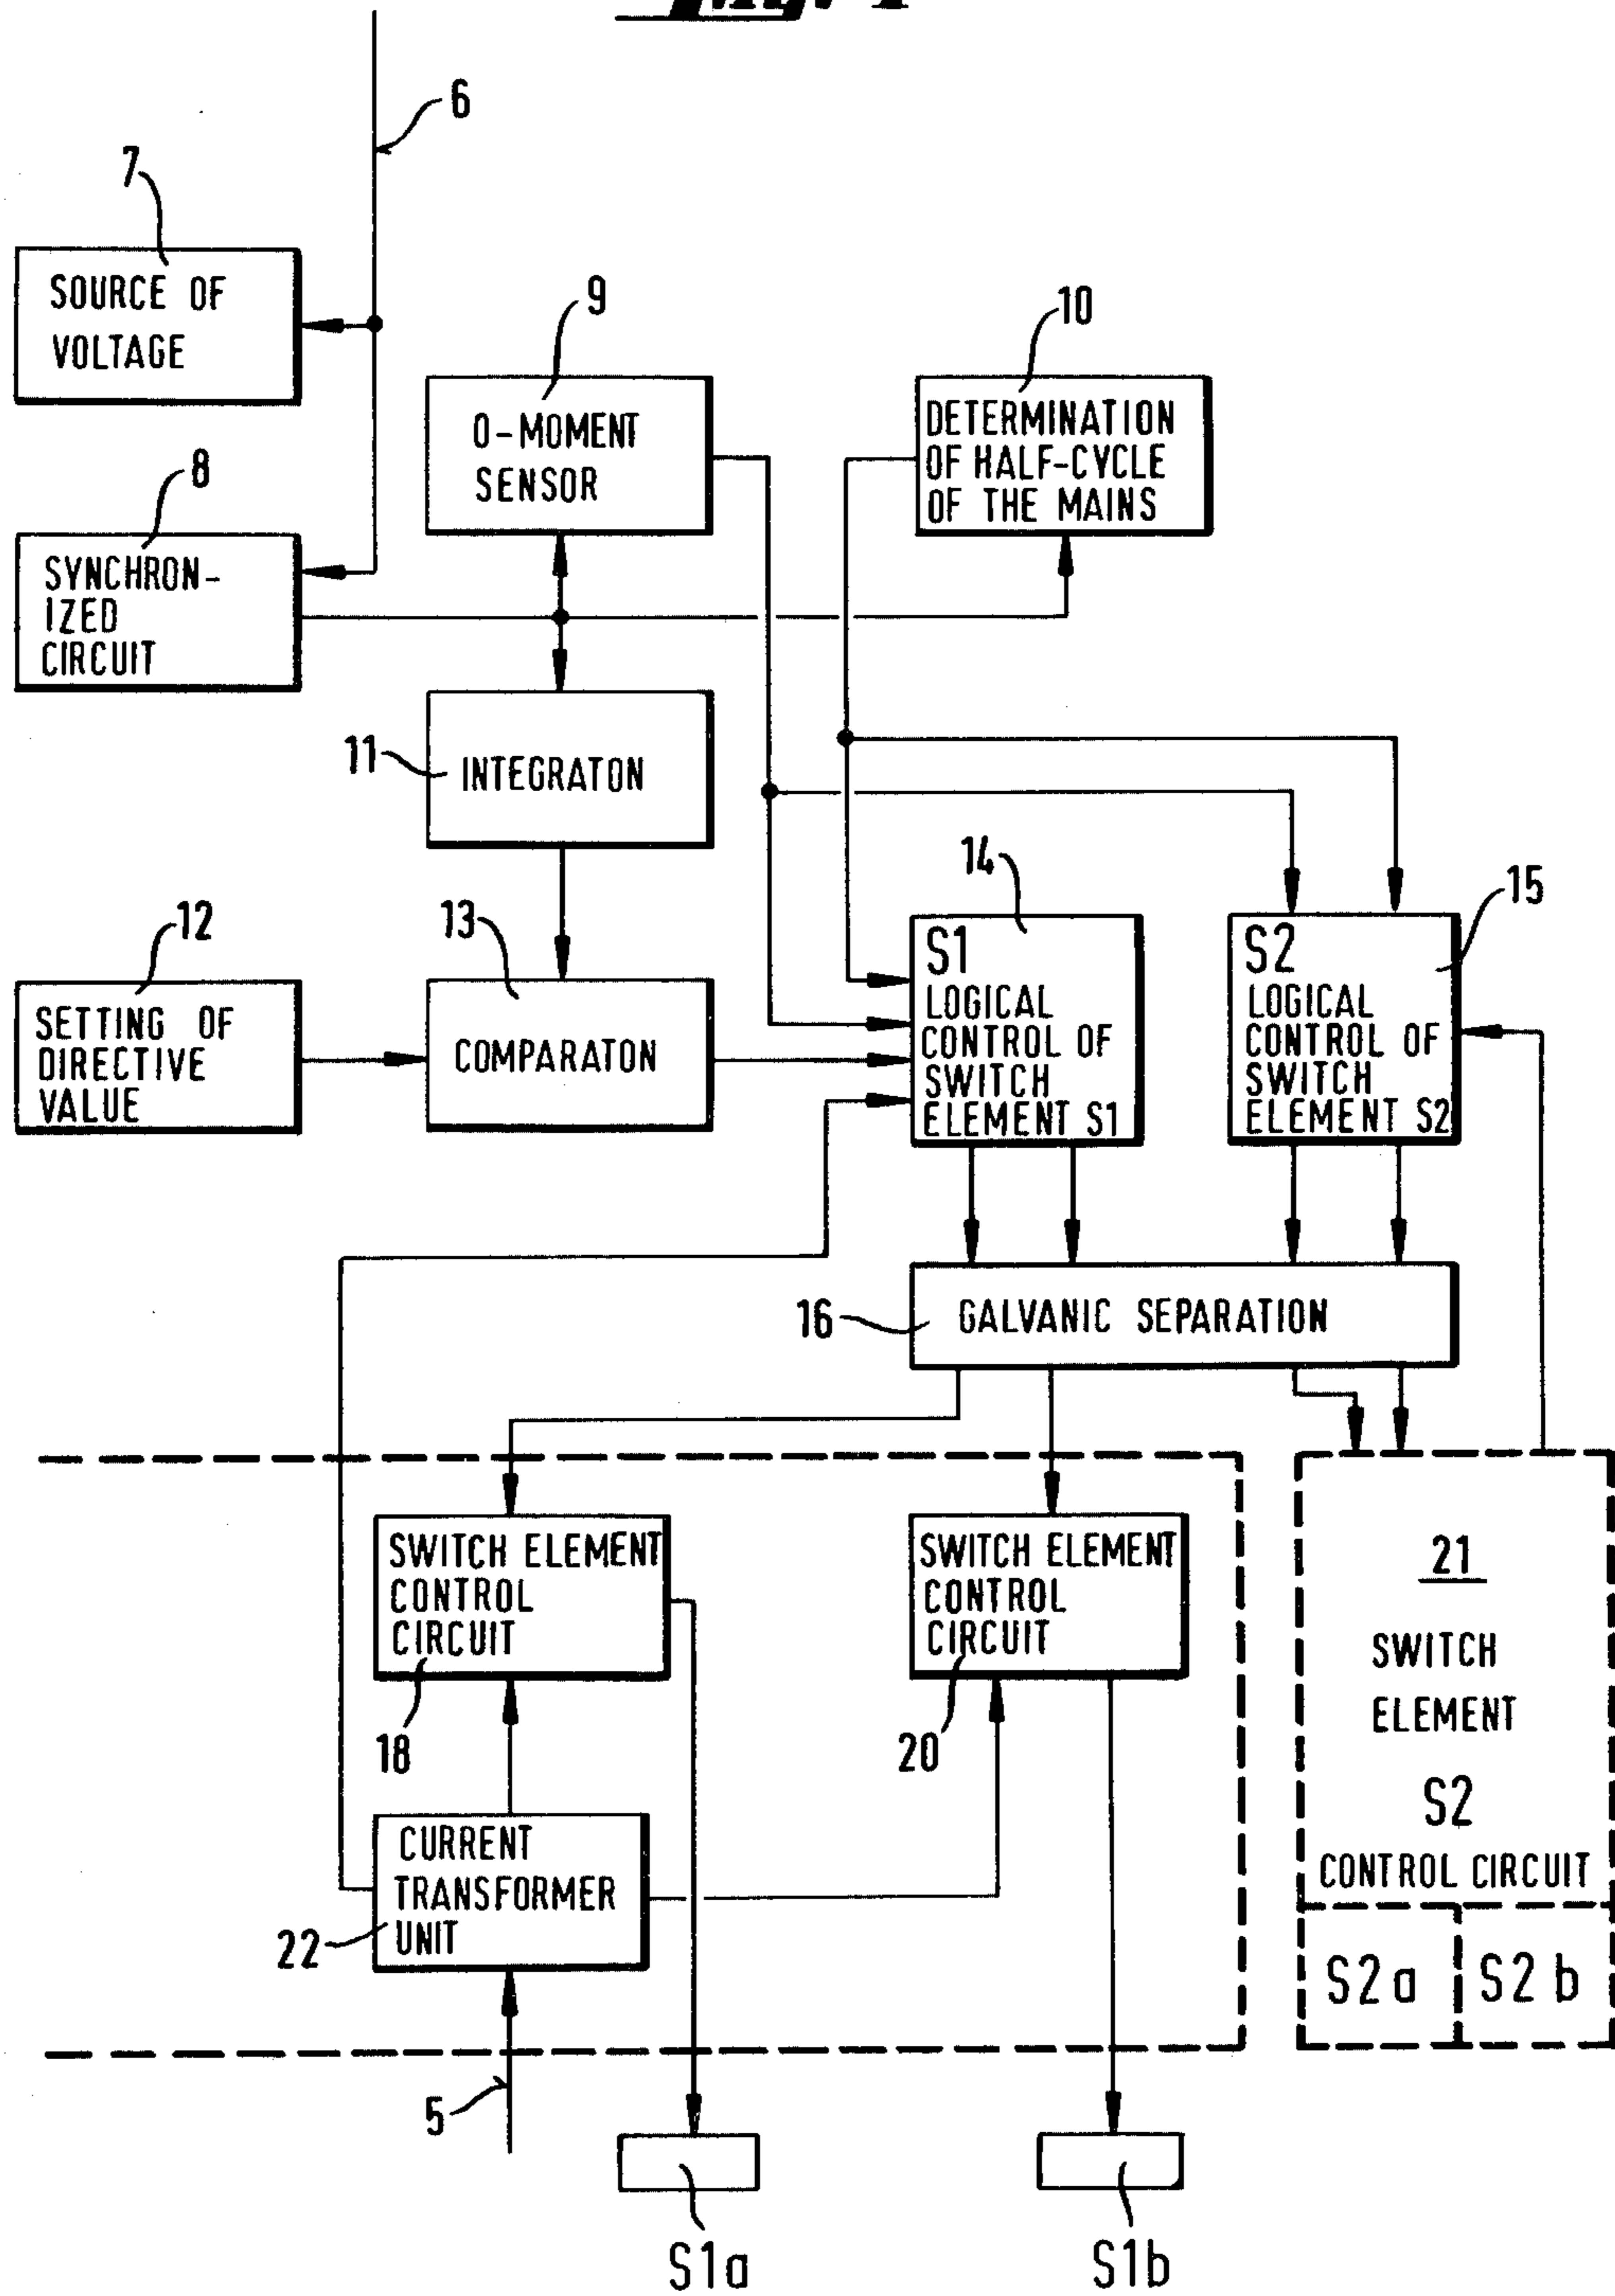 6
7
SOURCE OF
VOLTAGE
9
O-MOMENT
SENSOR
10
DETERMINATION
OF HALF-CYCLE
OF THE MAINS
8
SYNCHRON-
IZED
CIRCUIT
11
INTEGRATON
12
SETTING OF
DIRECTIVE
VALUE
13
COMPARATON
14
S1
LOGICAL
CONTROL OF
SWITCH
ELEMENT S1
15
S2
LOGICAL
CONTROL OF
SWITCH
ELEMENT S2
16
GALVANIC SEPARATION
SWITCH ELEMENT
CONTROL
CIRCUIT
18
SWITCH ELEMENT
CONTROL
CIRCUIT
20
21
SWITCH
ELEMENT
S2
CONTROL CIRCUIT
S2a
S2b
CURRENT
TRANSFORMER
UNIT
22
5
S1a
S1b